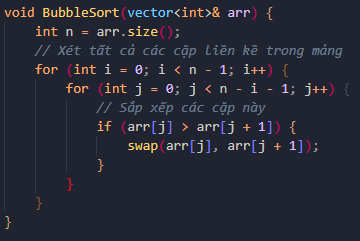 void BubbleSort(vector<int>& arr) {
    int n = arr.size();
    // Xét tất cả các cặp liền kề trong mảng
    for (int i = 0; i < n - 1; i++) {
        for (int j = 0; j < n - i - 1; j++) {
            // Sắp xếp các cặp này
            if (arr[j] > arr[j + 1]) {
                swap(arr[j], arr[j + 1]);
            }
        }
    }
}